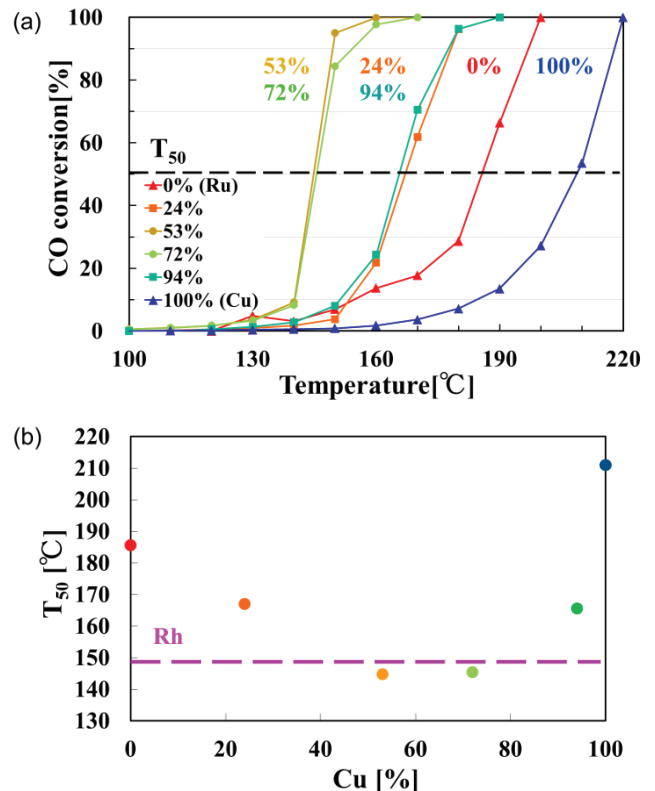 (a)
100
80
60
40
20
0
CO conversion[%]
53% 24% 0% 100%
72% 94%
T50
0% (Ru)
24%
53%
72%
94%
100% (Cu)
100 130 160 190 220
Temperature[℃]
(b)
220
210
200
190
180
170
160
150
140
130
T50 [℃]
Rh
0 20 40 60 80 100
Cu [%]